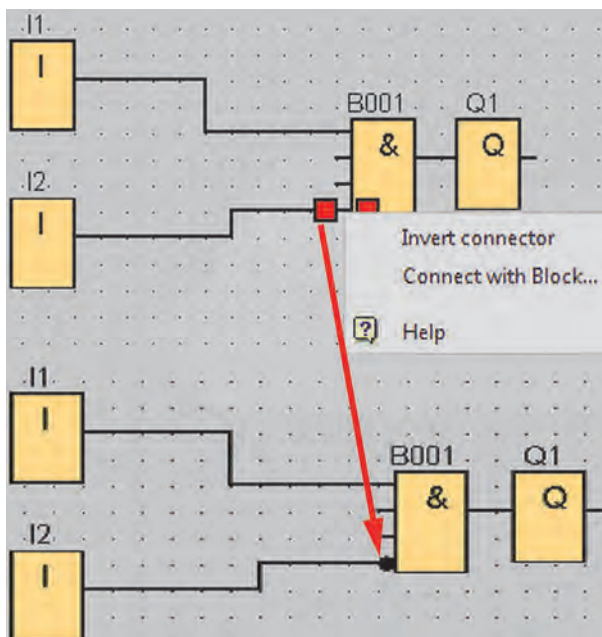 I1
I
B001 Q1
& Q
I2
I
Invert connector
Connect with Block...
? Help
I1
I
B001 Q1
& Q
I2
I